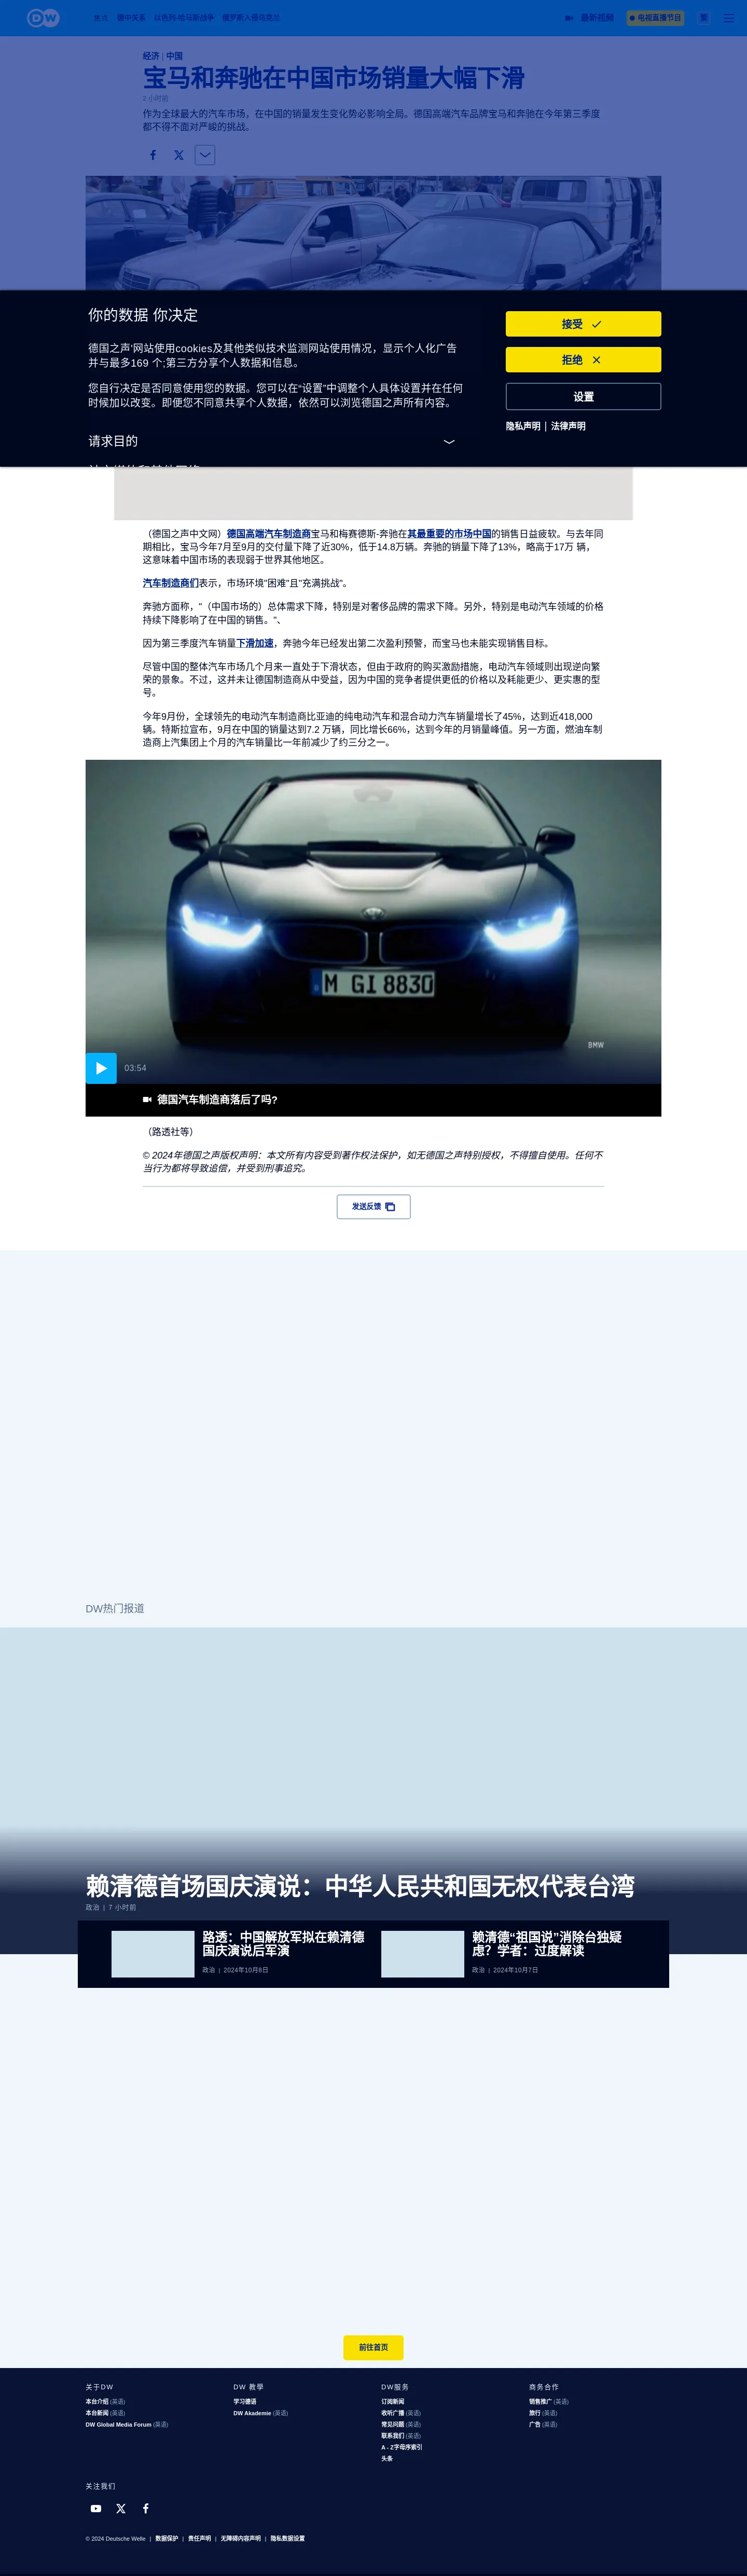 DW
焦点 德中关系 以色列-哈马斯战争 俄罗斯入侵乌克兰
最新视频
电视直播节目
繁
经济 | 中国
宝马和奔驰在中国市场销量大幅下滑
3 小时前
作为全球最大的汽车市场，在中国的销量发生变化势必影响全局。德国高端汽车品牌宝马和奔驰在今年第三季度
都不得不面对严峻的挑战。
你的数据 你决定
德国之声'网站使用cookies及其他类似技术监测网站使用情况，显示个人化广告
并与最多169 个;第三方分享个人数据和信息。
您自行决定是否同意使用您的数据。您可以在"设置"中调整个人具体设置并在任何
时候加以改变。即便您不同意共享个人数据，依然可以浏览德国之声所有内容。
请求目的
接受
拒绝
设置
隐私声明 | 法律声明
（德国之声中文网）德国高端汽车制造商宝马和梅赛德斯-奔驰在其最重要的市场中国的销售日益疲软。与去年同
期相比，宝马今年7月至9月的交付量下降了近30%，低于14.8万辆。奔驰的销量下降了13%，略高于17万 辆，
这意味着中国市场的表现弱于世界其他地区。
汽车制造商们表示，市场环境"困难"且"充满挑战"。
奔驰方面称，"（中国市场的）总体需求下降，特别是对奢侈品牌的需求下降。另外，特别是电动汽车领域的价格
持续下降影响了在中国的销售。"、
因为第三季度汽车销量下滑加速，奔驰今年已经发出第二次盈利预警，而宝马也未能实现销售目标。
尽管中国的整体汽车市场几个月来一直处于下滑状态，但由于政府的购买激励措施，电动汽车领域则出现逆向繁
荣的景象。不过，这并未让德国制造商从中受益，因为中国的竞争者提供更低的价格以及耗能更少、更实惠的型
号。
今年9月份，全球领先的电动汽车制造商比亚迪的纯电动汽车和混合动力汽车销量增长了45%，达到近418,000
辆。特斯拉宣布，9月在中国的销量达到7.2 万辆，同比增长66%，达到今年的月销量峰值。另一方面，燃油车制
造商上汽集团上个月的汽车销量比一年前减少了约三分之一。
M GI 8830
BMW
03:54
德国汽车制造商落后了吗?
（路透社等）
© 2024年德国之声版权声明：本文所有内容受到著作权法保护，如无德国之声特别授权，不得擅自使用。任何不
当行为都将导致追偿，并受到刑事追究。
发送反馈
DW热门报道
赖清德首场国庆演说：中华人民共和国无权代表台湾
政治 | 7 小时前
路透：中国解放军拟在赖清德
国庆演说后军演
政治 | 2024年10月8日
赖清德“祖国说”消除台独疑
虑？学者：过度解读
政治 | 2024年10月7日
前往首页
关于DW
本台介绍 (英语)
本台新闻 (英语)
DW Global Media Forum (英语)
DW 教學
学习德语
DW Akademie (英语)
DW服务
订阅新闻
收听广播 (英语)
常见问题 (英语)
联系我们 (英语)
A - Z字母序索引
头条
商务合作
销售推广 (英语)
旅行 (英语)
广告 (英语)
关注我们
© 2024 Deutsche Welle | 数据保护 | 责任声明 | 无障碍内容声明 | 隐私数据设置